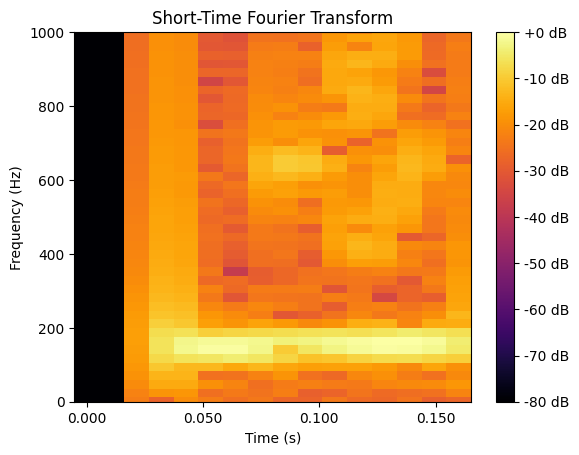 Short-Time Fourier Transform
1000
800
600
400
200
0
Frequency (Hz)
0.000
0.050
0.100
0.150
Time (s)
+0 dB
-10 dB
-20 dB
-30 dB
-40 dB
-50 dB
-60 dB
-70 dB
-80 dB